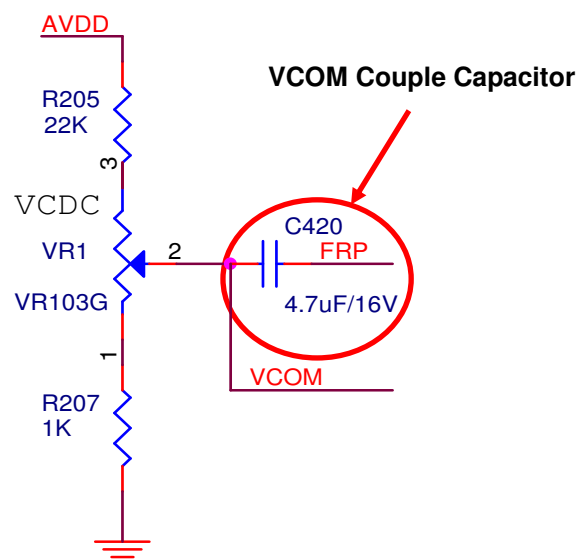 AVDD
VCOM Couple Capacitor
R205
22K
3
VCDC
C420
2
FRP
VR1
VR103G
4.7uF/16V
1
VCOM
R207
1K